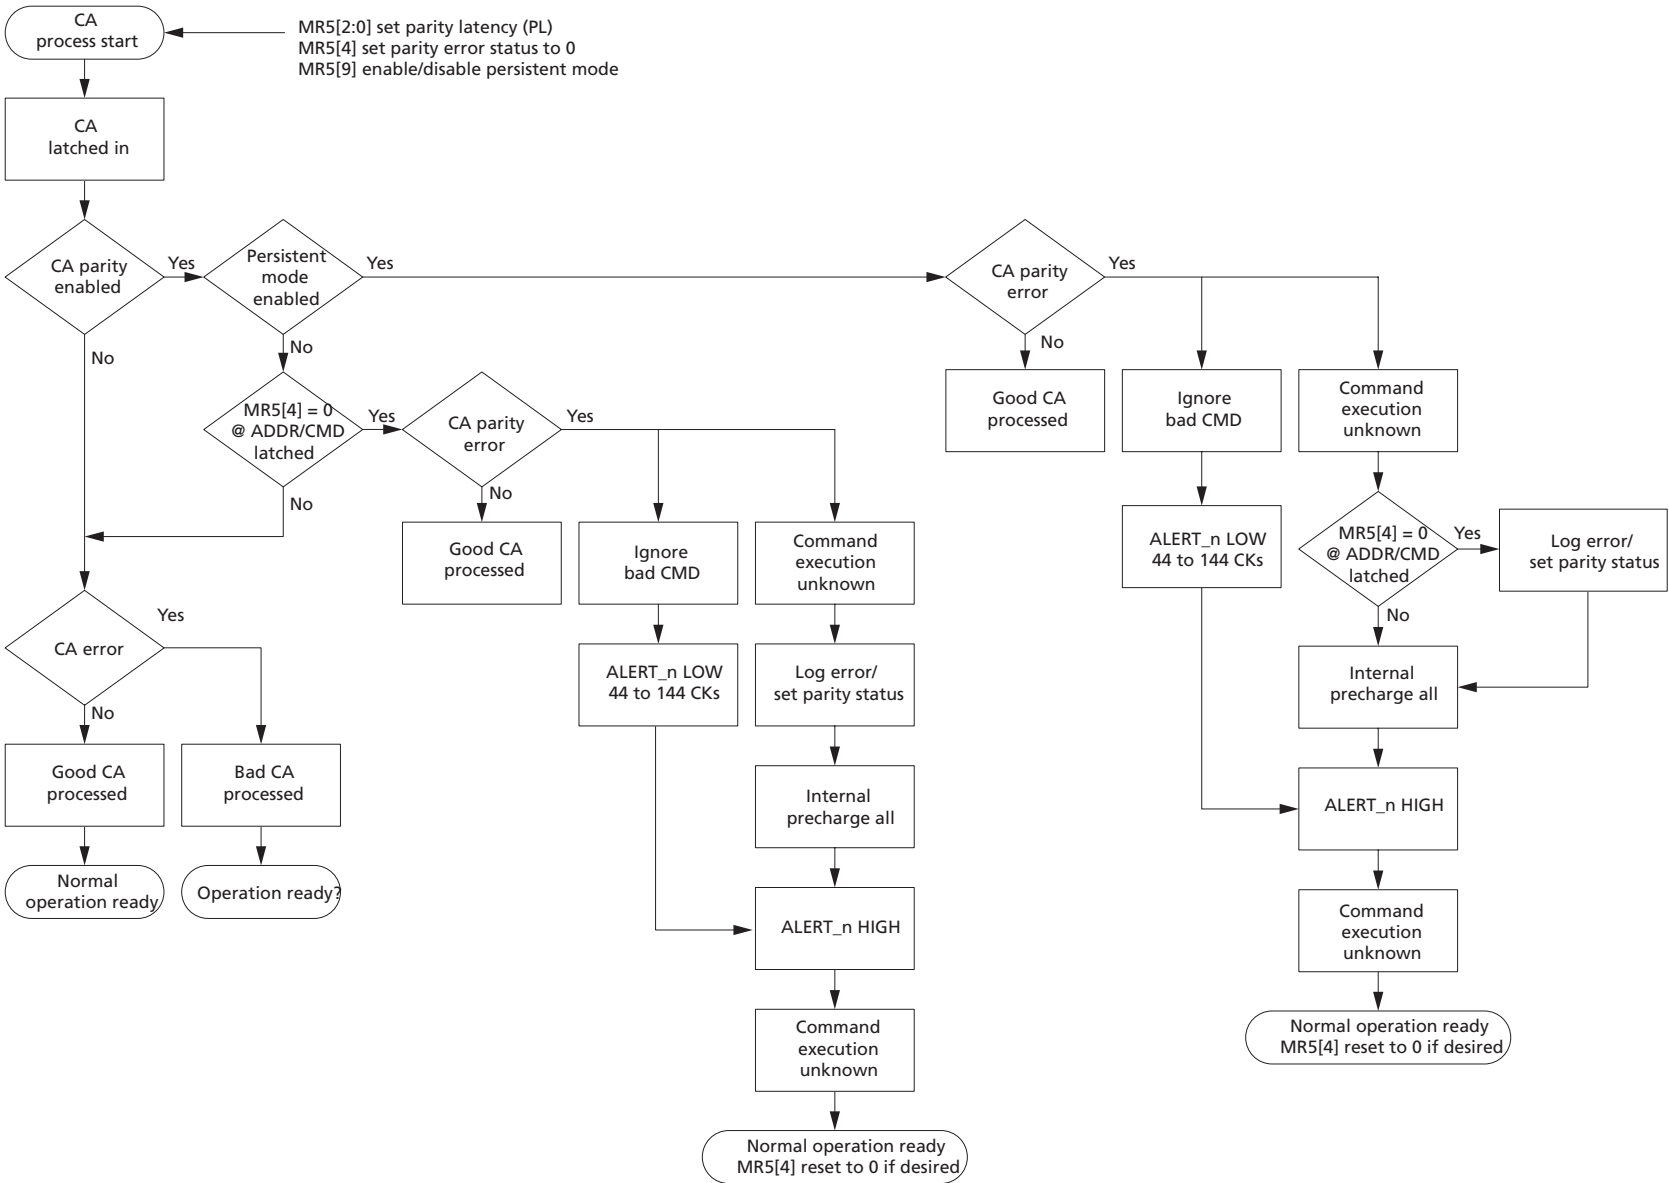 CA
process start
MR5[2:0] set parity latency (PL)
MR5[4] set parity error status to 0
MR5[9] enable/disable persistent mode
CA
latched in
CA parity
enabled
Yes
No
Persistent
mode
enabled
Yes
No
CA parity
error
Yes
No
Good CA
processed
Ignore
bad CMD
Command
execution
unknown
MR5[4] = 0
@ ADDR/CMD
latched
Yes
No
CA parity
error
Yes
No
Good CA
processed
Ignore
bad CMD
Command
execution
unknown
ALERT_n LOW
44 to 144 CKs
MR5[4] = 0
@ ADDR/CMD
latched
Yes
No
Log error/
set parity status
CA error
Yes
No
ALERT_n LOW
44 to 144 CKs
Log error/
set parity status
Internal
precharge all
Good CA
processed
Bad CA
processed
Internal
precharge all
ALERT_n HIGH
Normal
operation ready
Operation ready?
ALERT_n HIGH
Command
execution
unknown
Command
execution
unknown
Normal operation ready
MR5[4] reset to 0 if desired
Normal operation ready
MR5[4] reset to 0 if desired